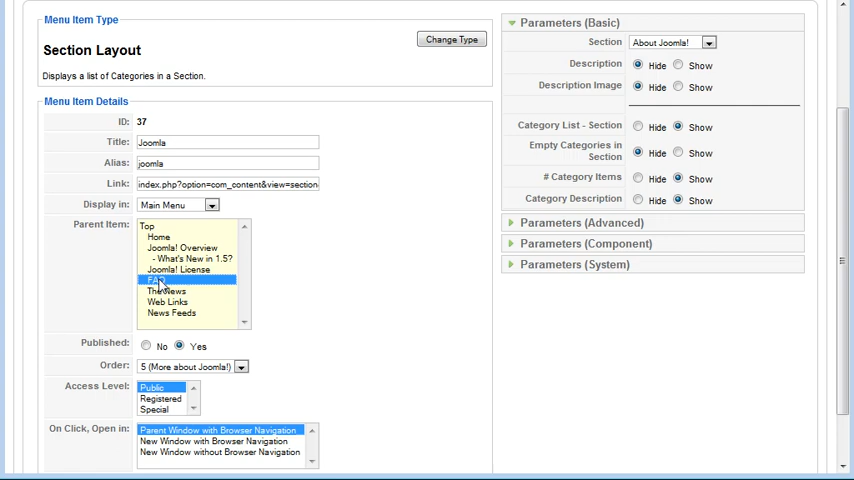 Menu Item Type
Section Layout
Change Type
Displays a list of Categories in a Section.
Menu Item Details
ID: 37
Title: Joomla
Alias: joomla
Link: index.php?option=com_content&view=section
Display in: Main Menu
Parent Item: Top
Home
Joomla! Overview
- What's New in 1.5?
Joomla! License
FAQ
The News
Web Links
News Feeds
Published: No Yes
Order: 5 (More about Joomla!)
Access Level: Public
Registered
Special
On Click, Open in: Parent Window with Browser Navigation
New Window with Browser Navigation
New Window without Browser Navigation
Parameters (Basic)
Section About Joomla!
Description Hide Show
Description Image Hide Show
Category List - Section Hide Show
Empty Categories in
Section Hide Show
# Category Items Hide Show
Category Description Hide Show
Parameters (Advanced)
Parameters (Component)
Parameters (System)